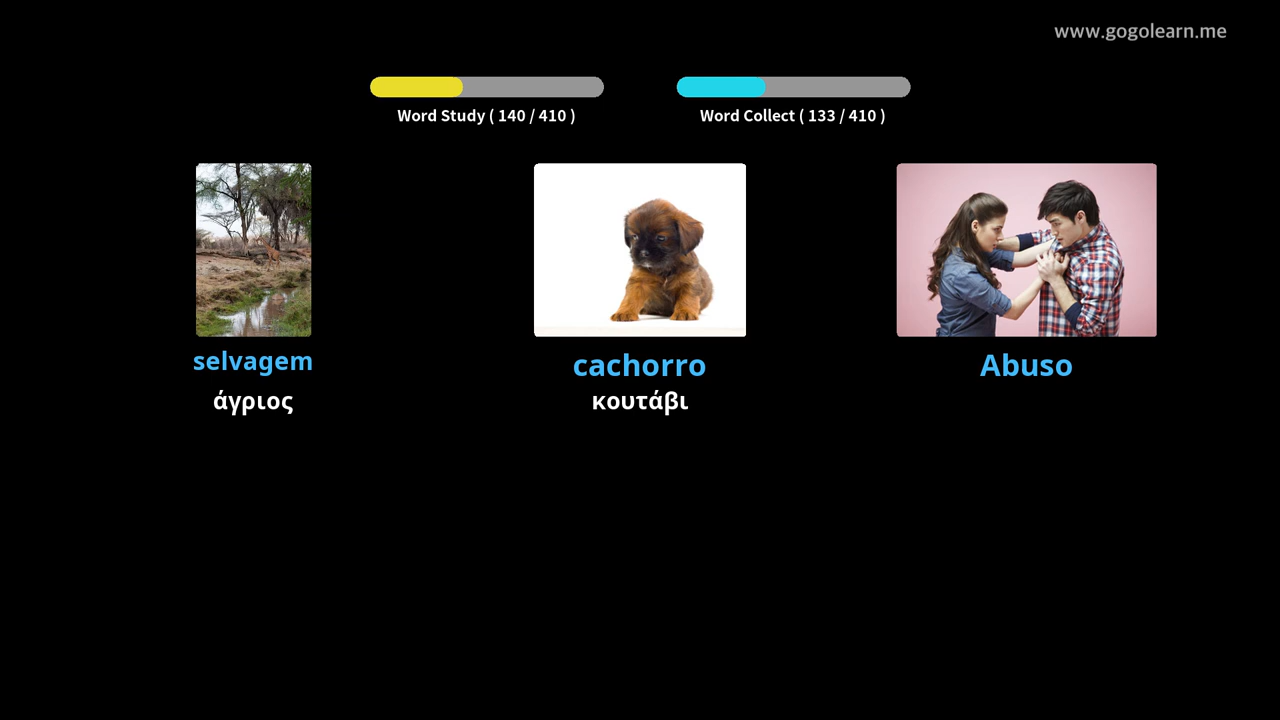 www.gogolearn.me
Word Study ( 140 / 410 )
Word Collect ( 133 / 410 )
selvagem
άγριος
cachorro
κουτάβι
Abuso